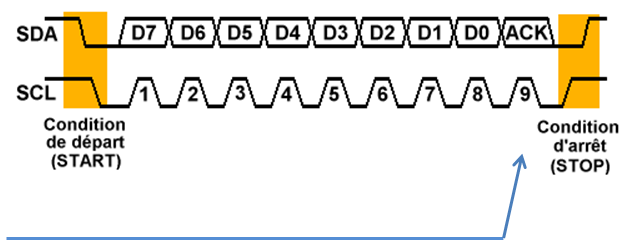 SDA D7 D6 D5 D4 D3 D2 D1 D0 ACK
SCL 1 2 3 4 5 6 7 8 9
Condition
de départ
(START)
Condition
d'arrêt
(STOP)